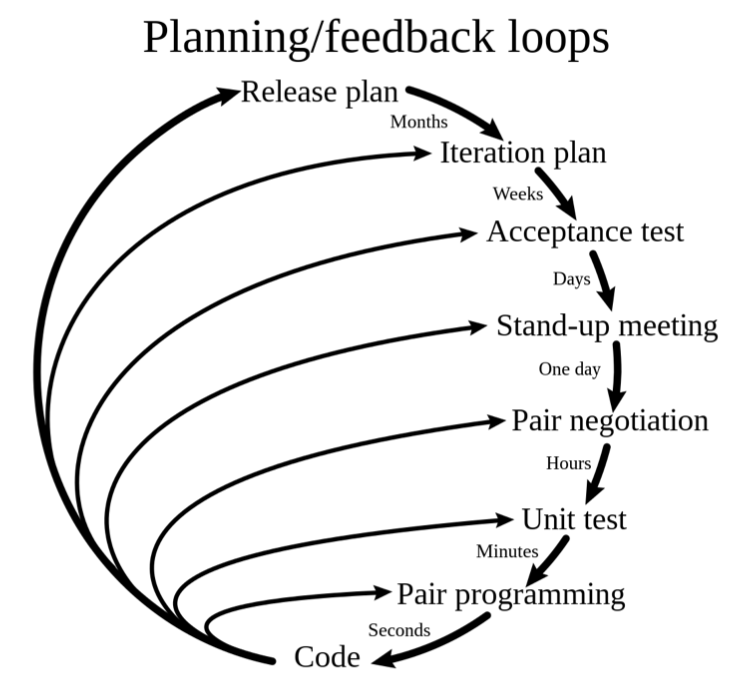 Planning/feedback loops
Release plan
Months
Iteration plan
Weeks
Acceptance test
Days
Stand-up meeting
One day
Pair negotiation
Hours
Unit test
Minutes
Pair programming
Seconds
Code